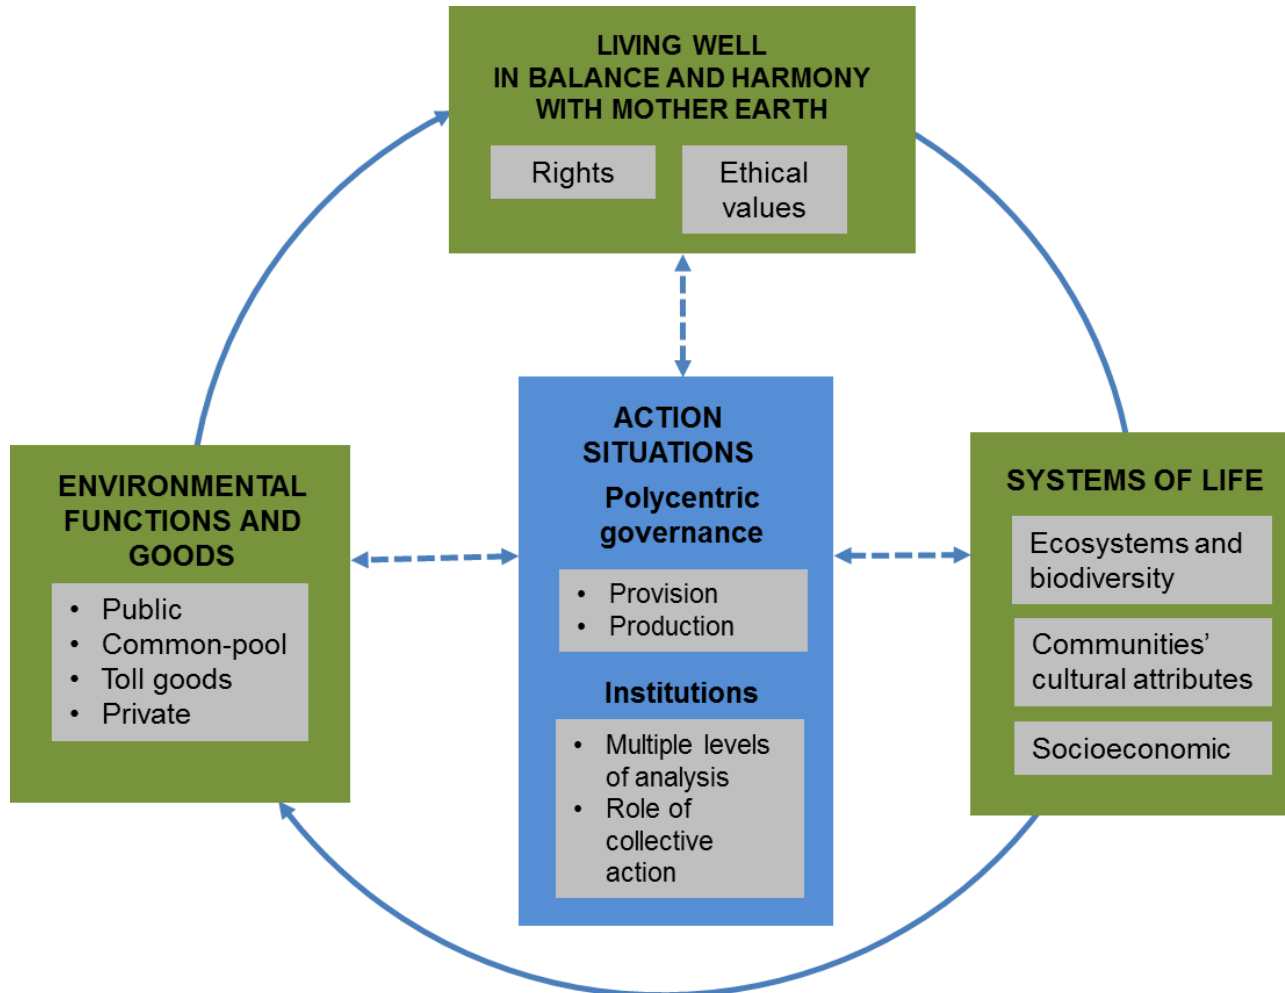 LIVING WELL
IN BALANCE AND HARMONY
WITH MOTHER EARTH
Rights
Ethical
values
ENVIRONMENTAL
FUNCTIONS AND
GOODS
• Public
• Common-pool
• Toll goods
• Private
ACTION
SITUATIONS
Polycentric
governance
• Provision
• Production
Institutions
• Multiple levels
of analysis
• Role of
collective
action
SYSTEMS OF LIFE
Ecosystems and
biodiversity
Communities’
cultural attributes
Socioeconomic